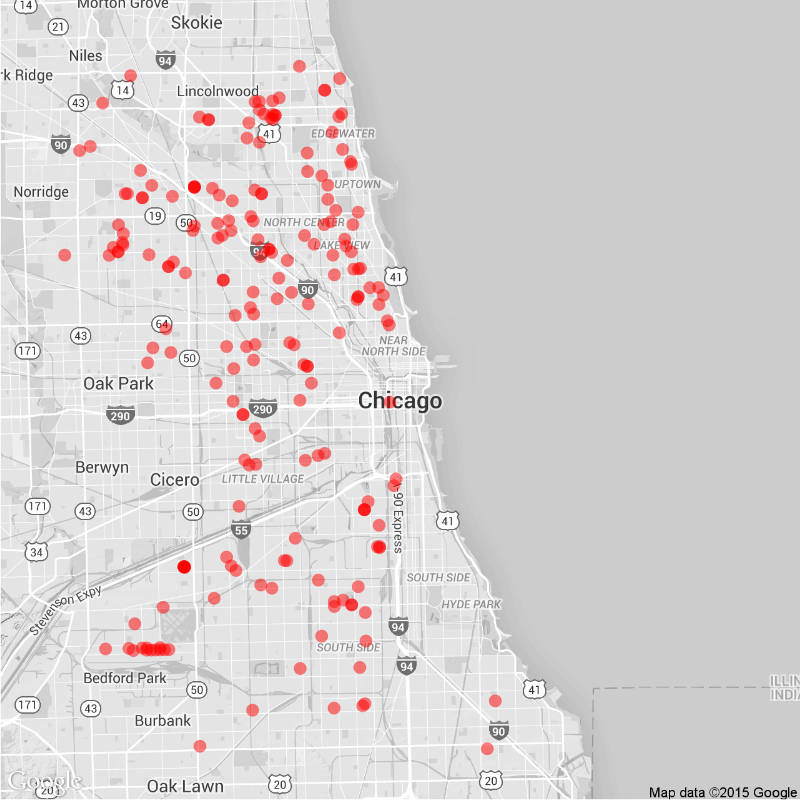 14
Morton Grove
Skokie
21
Niles
94
rk Ridge
14
Lincolnwood
43
41
EDGEWATER
90
Norridge
UPTOWN
19
50
NORTH CENTER
LAKE VIEW
94
41
90
64
43
NEAR
NORTH SIDE
171
50
Oak Park
Chicago
290
290
Berwyn
Cicero
LITTLE VILLAGE
171
43
50
I-90 Express
41
55
34
SOUTH SIDE
Stevenson Expy
HYDE PARK
94
SOUTH SIDE
94
Bedford Park
ILLIN
INDIA
50
41
171
43
Burbank
90
Google
20
Oak Lawn
20
20
Map data ©2015 Google